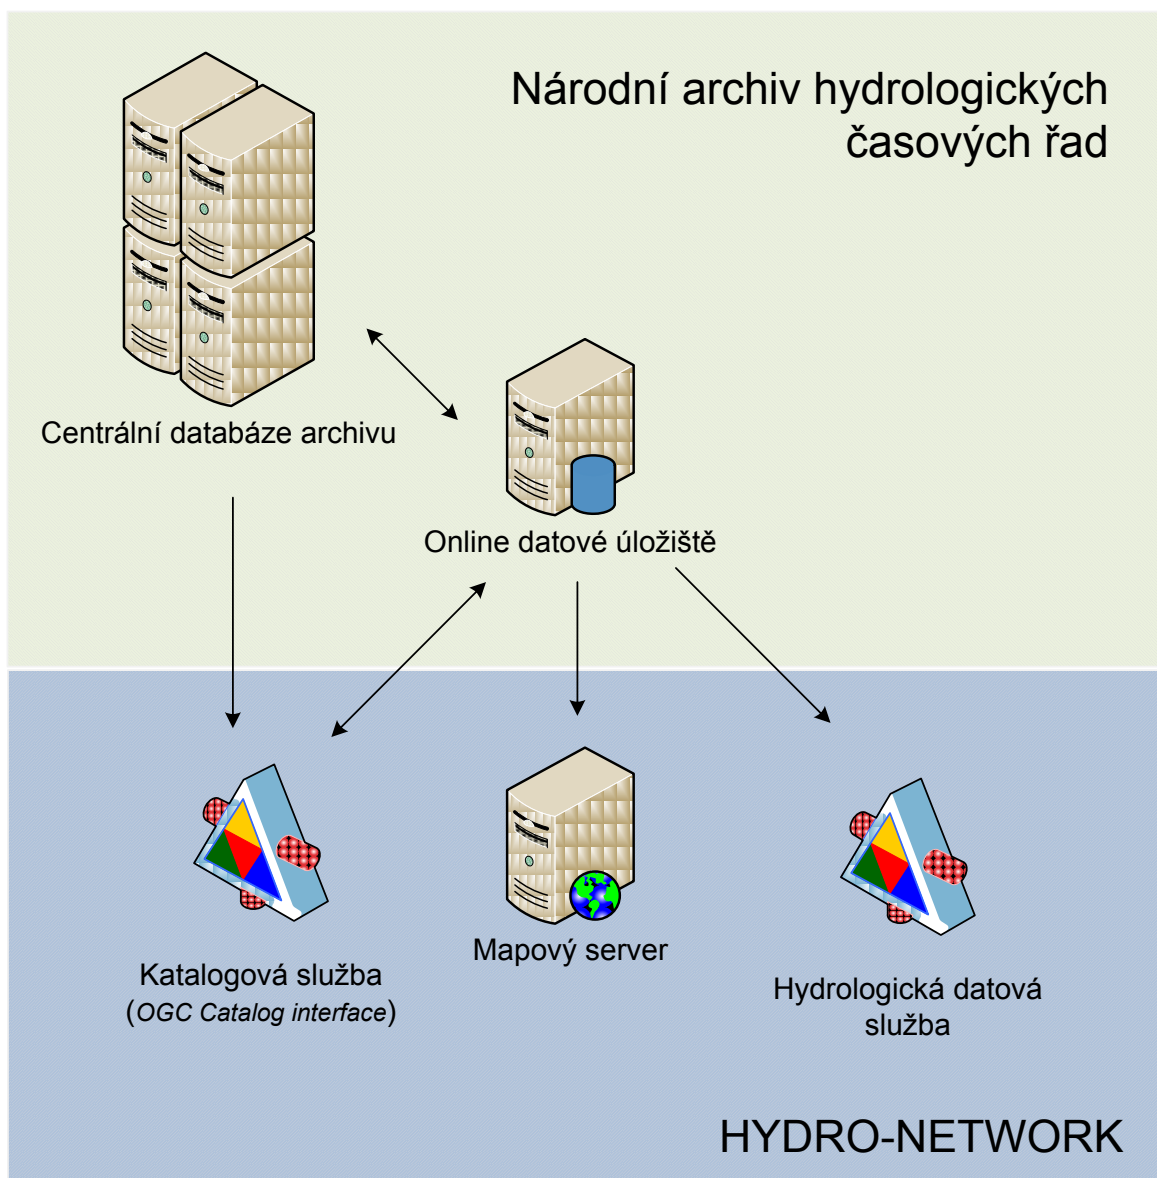 Národní archiv hydrologických
časových řad
Centrální databáze archivu
Online datové úložiště
Katalogová služba
(OGC Catalog interface)
Mapový server
Hydrologická datová
služba
HYDRO-NETWORK